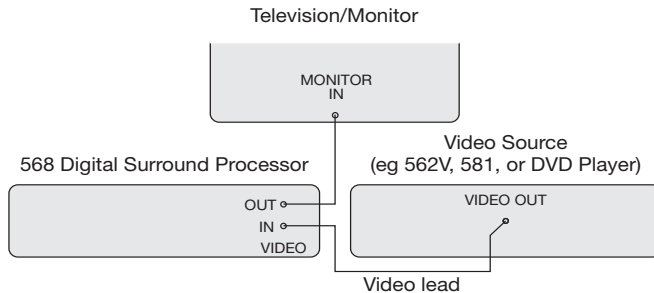 Television/Monitor
MONITOR
IN
568 Digital Surround Processor
Video Source
(eg 562V, 581, or DVD Player)
OUT
IN
VIDEO
VIDEO OUT
Video lead